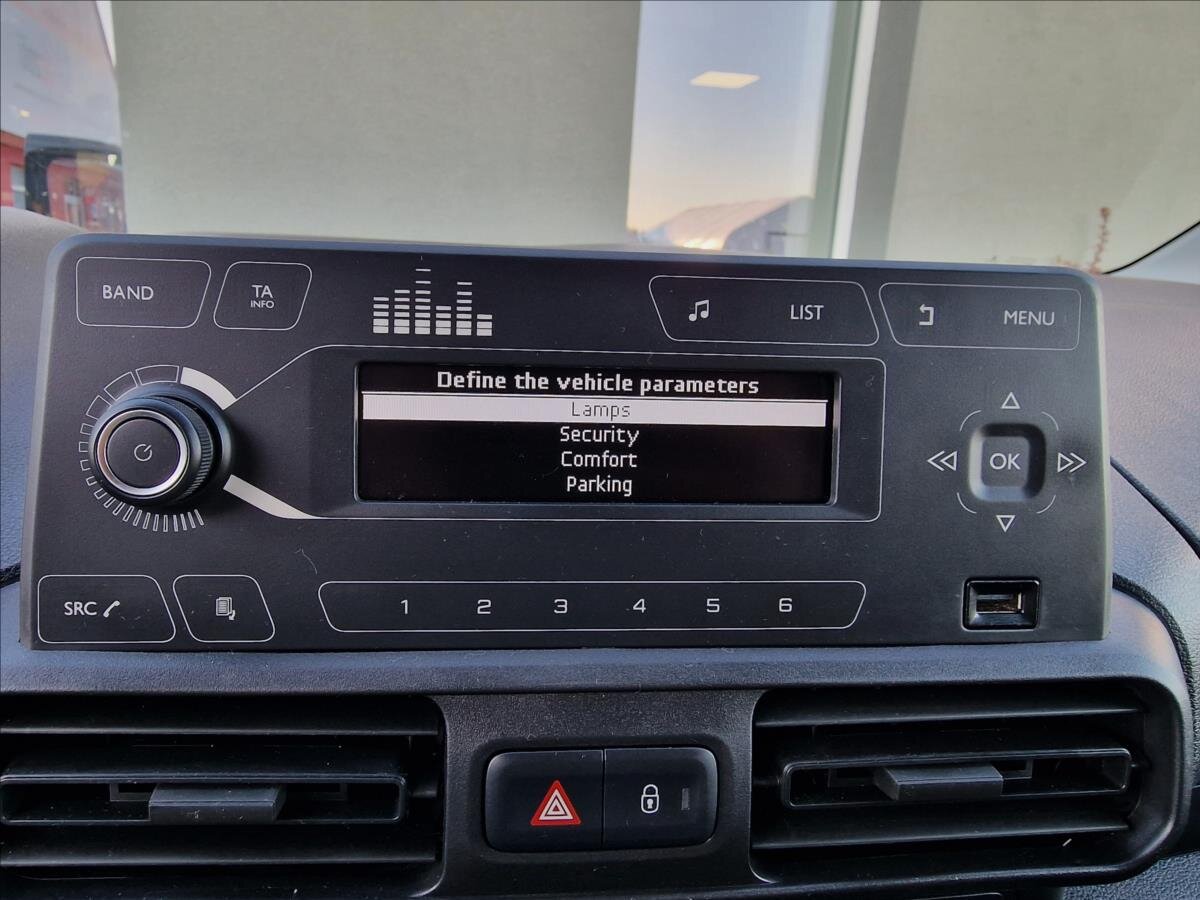 BAND
TA
INFO
LIST
MENU
Define the vehicle parameters
Lamps
Security
Comfort
Parking
OK
SRC
1 2 3 4 5 6